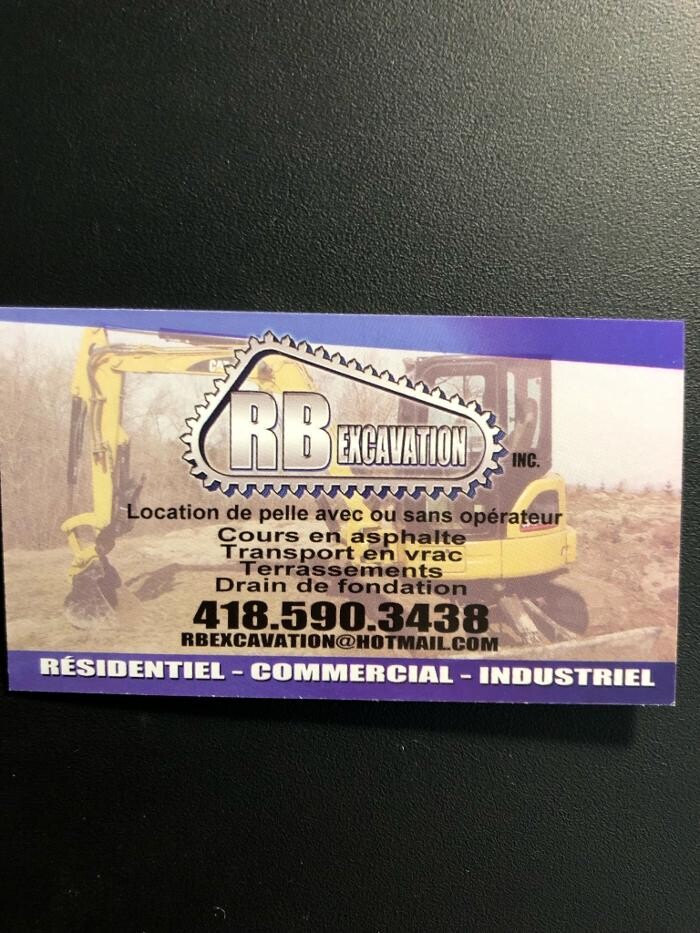 RB EXCAVATION INC.
Location de pelle avec ou sans opérateur
Cours en asphalte
Transport en vrac
Terrassements
Drain de fondation
418.590.3438
RBEXCAVATION@HOTMAIL.COM
RÉSIDENTIEL - COMMERCIAL - INDUSTRIEL